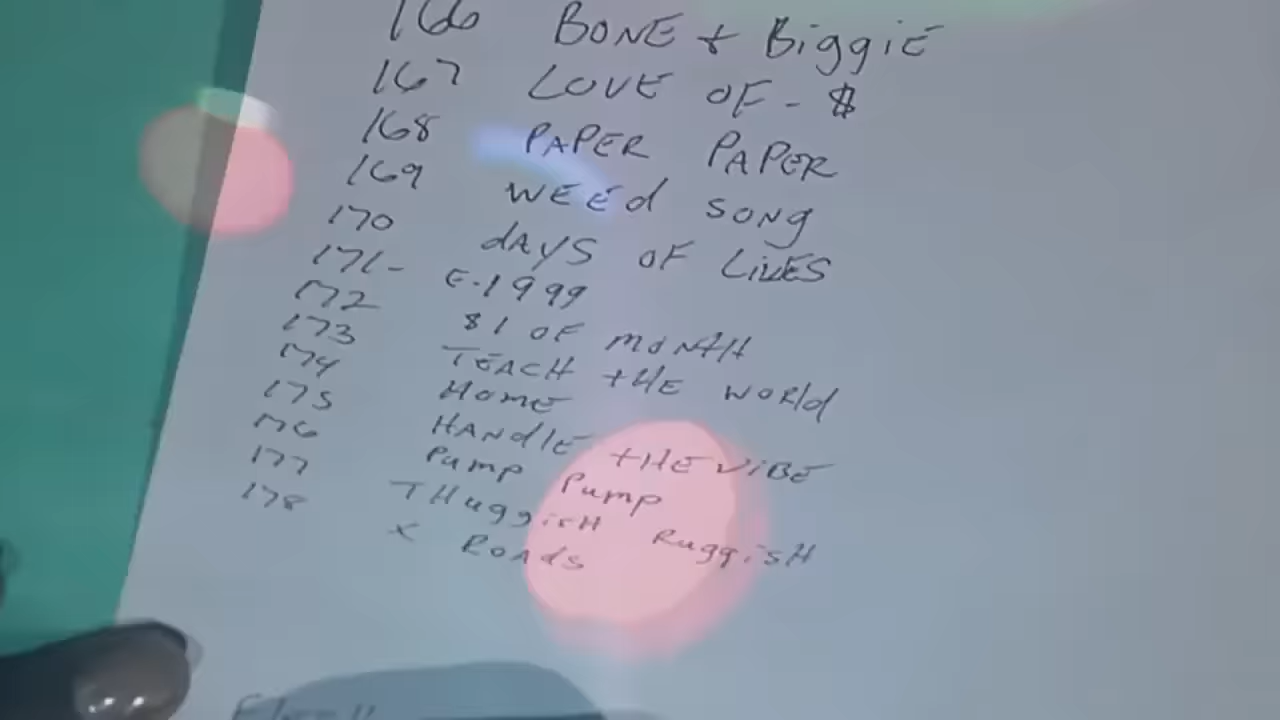 166 BONE + BiggiE
167 LOVE OF - $
168 PAPER PAPER
169 WEEd SONg
170 dAYS OF LiVES
171- E.1999
172 $1 OF MONTH
173 TEACH tHE WORld
174 HOME
175 HANdlE tHE ViBE
176 Pump Pump
177 THuggisH RuggisH
178 X ROAds